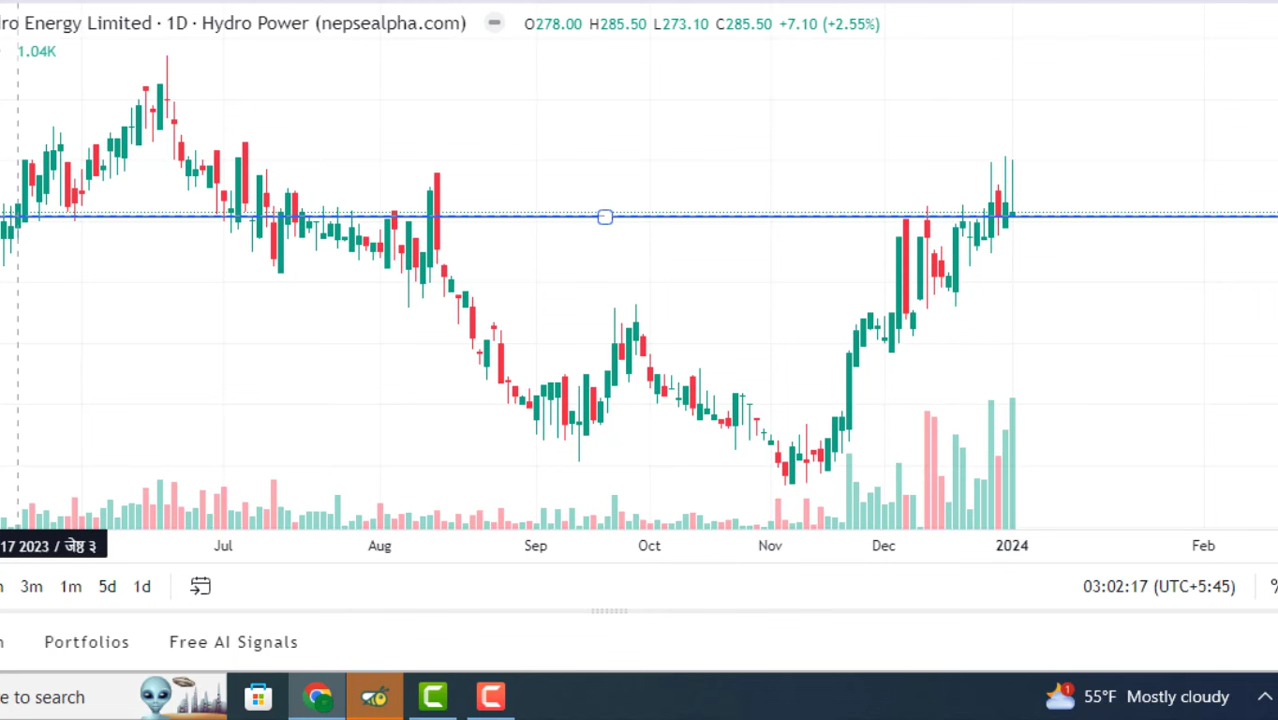 ro Energy Limited · 1D · Hydro Power (nepsealpha.com) O278.00 H285.50 L273.10 C285.50 +7.10 (+2.55%)
1.04K
17 2023 / जेष्ठ ३ Jul Aug Sep Oct Nov Dec 2024 Feb
3m 1m 5d 1d 03:02:17 (UTC+5:45) %
Portfolios Free AI Signals
e to search 1 55°F Mostly cloudy